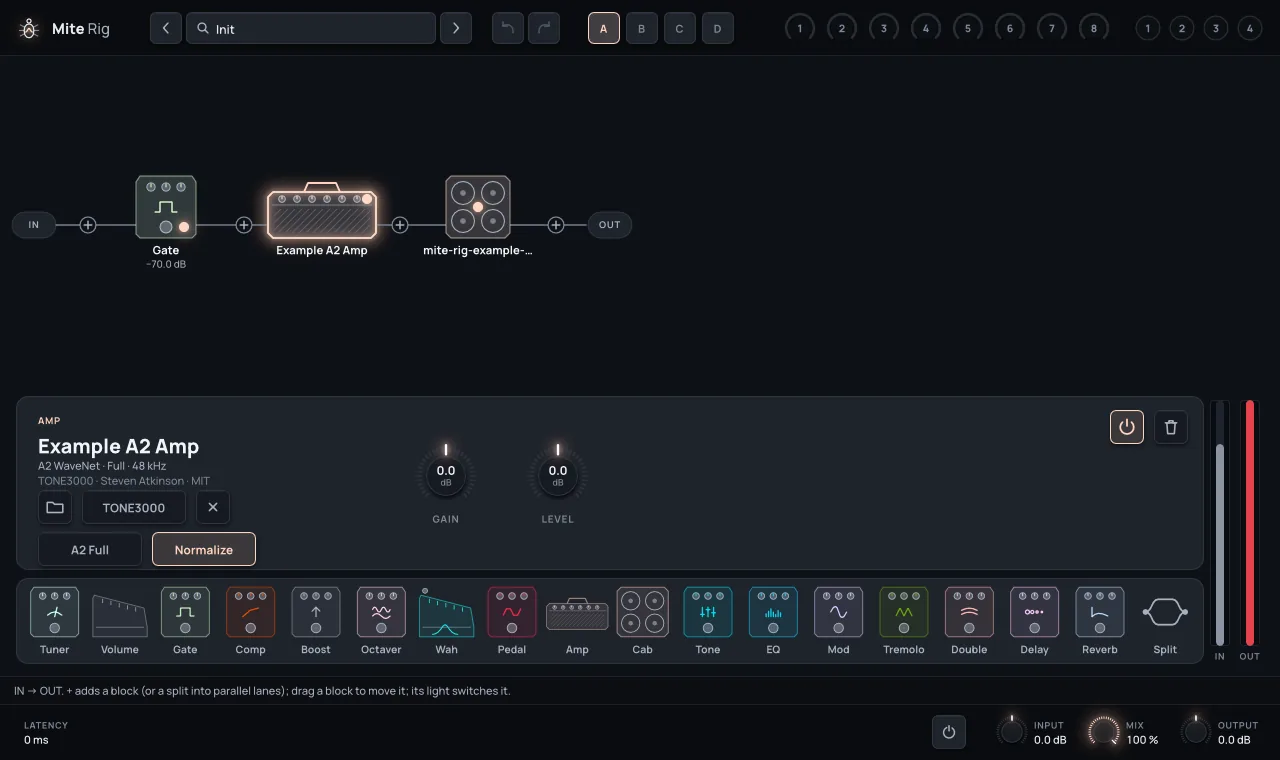 Mite Rig
Init
A B C D
1 2 3 4 5 6 7 8
1 2 3 4
IN
OUT
Gate
−70.0 dB
Example A2 Amp
mite-rig-example-...
AMP
Example A2 Amp
A2 WaveNet · Full · 48 kHz
TONE3000 · Steven Atkinson · MIT
TONE3000
A2 Full
Normalize
0.0
dB
GAIN
0.0
dB
LEVEL
Tuner Volume Gate Comp Boost Octaver Wah Pedal Amp Cab Tone EQ Mod Tremolo Double Delay Reverb Split
IN OUT
IN → OUT. + adds a block (or a split into parallel lanes); drag a block to move it; its light switches it.
LATENCY
0 ms
INPUT
0.0 dB
MIX
100 %
OUTPUT
0.0 dB